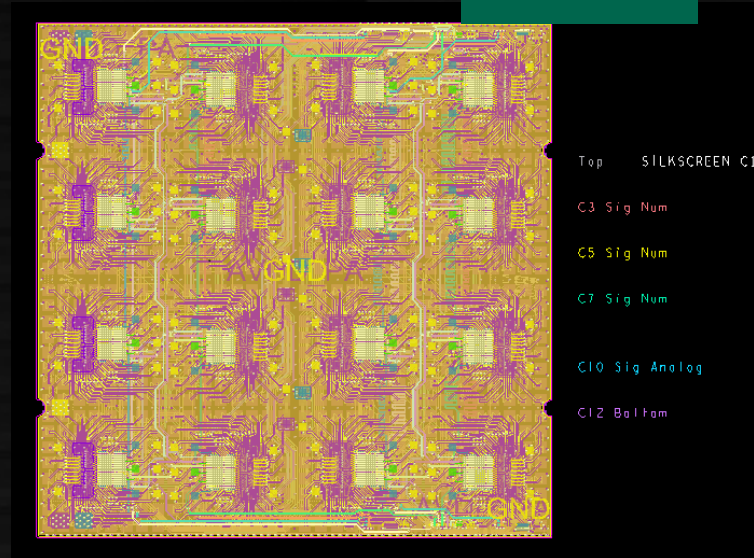 GND
Top SILKSCREEN C1
C3 Sig Num
C5 Sig Num
C7 Sig Num
GND
C10 Sig Analog
C12 Bottom
GND